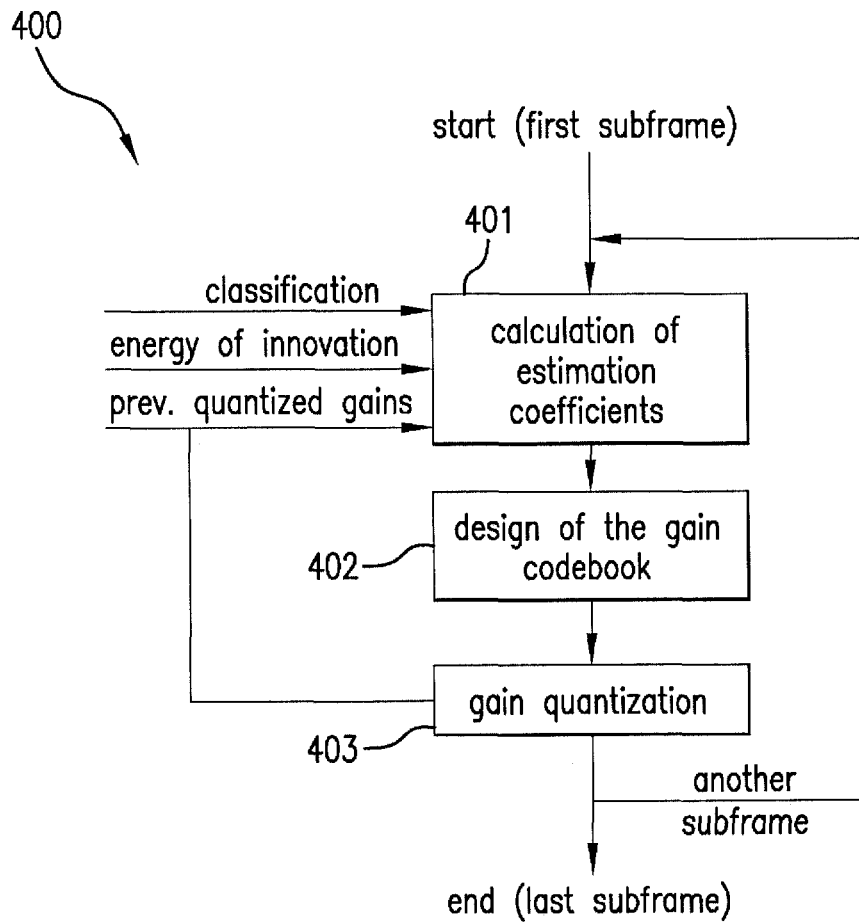 400
start (first subframe)
401
classification
energy of innovation
prev. quantized gains
calculation of
estimation
coefficients
402
design of the gain
codebook
gain quantization
403
another
subframe
end (last subframe)